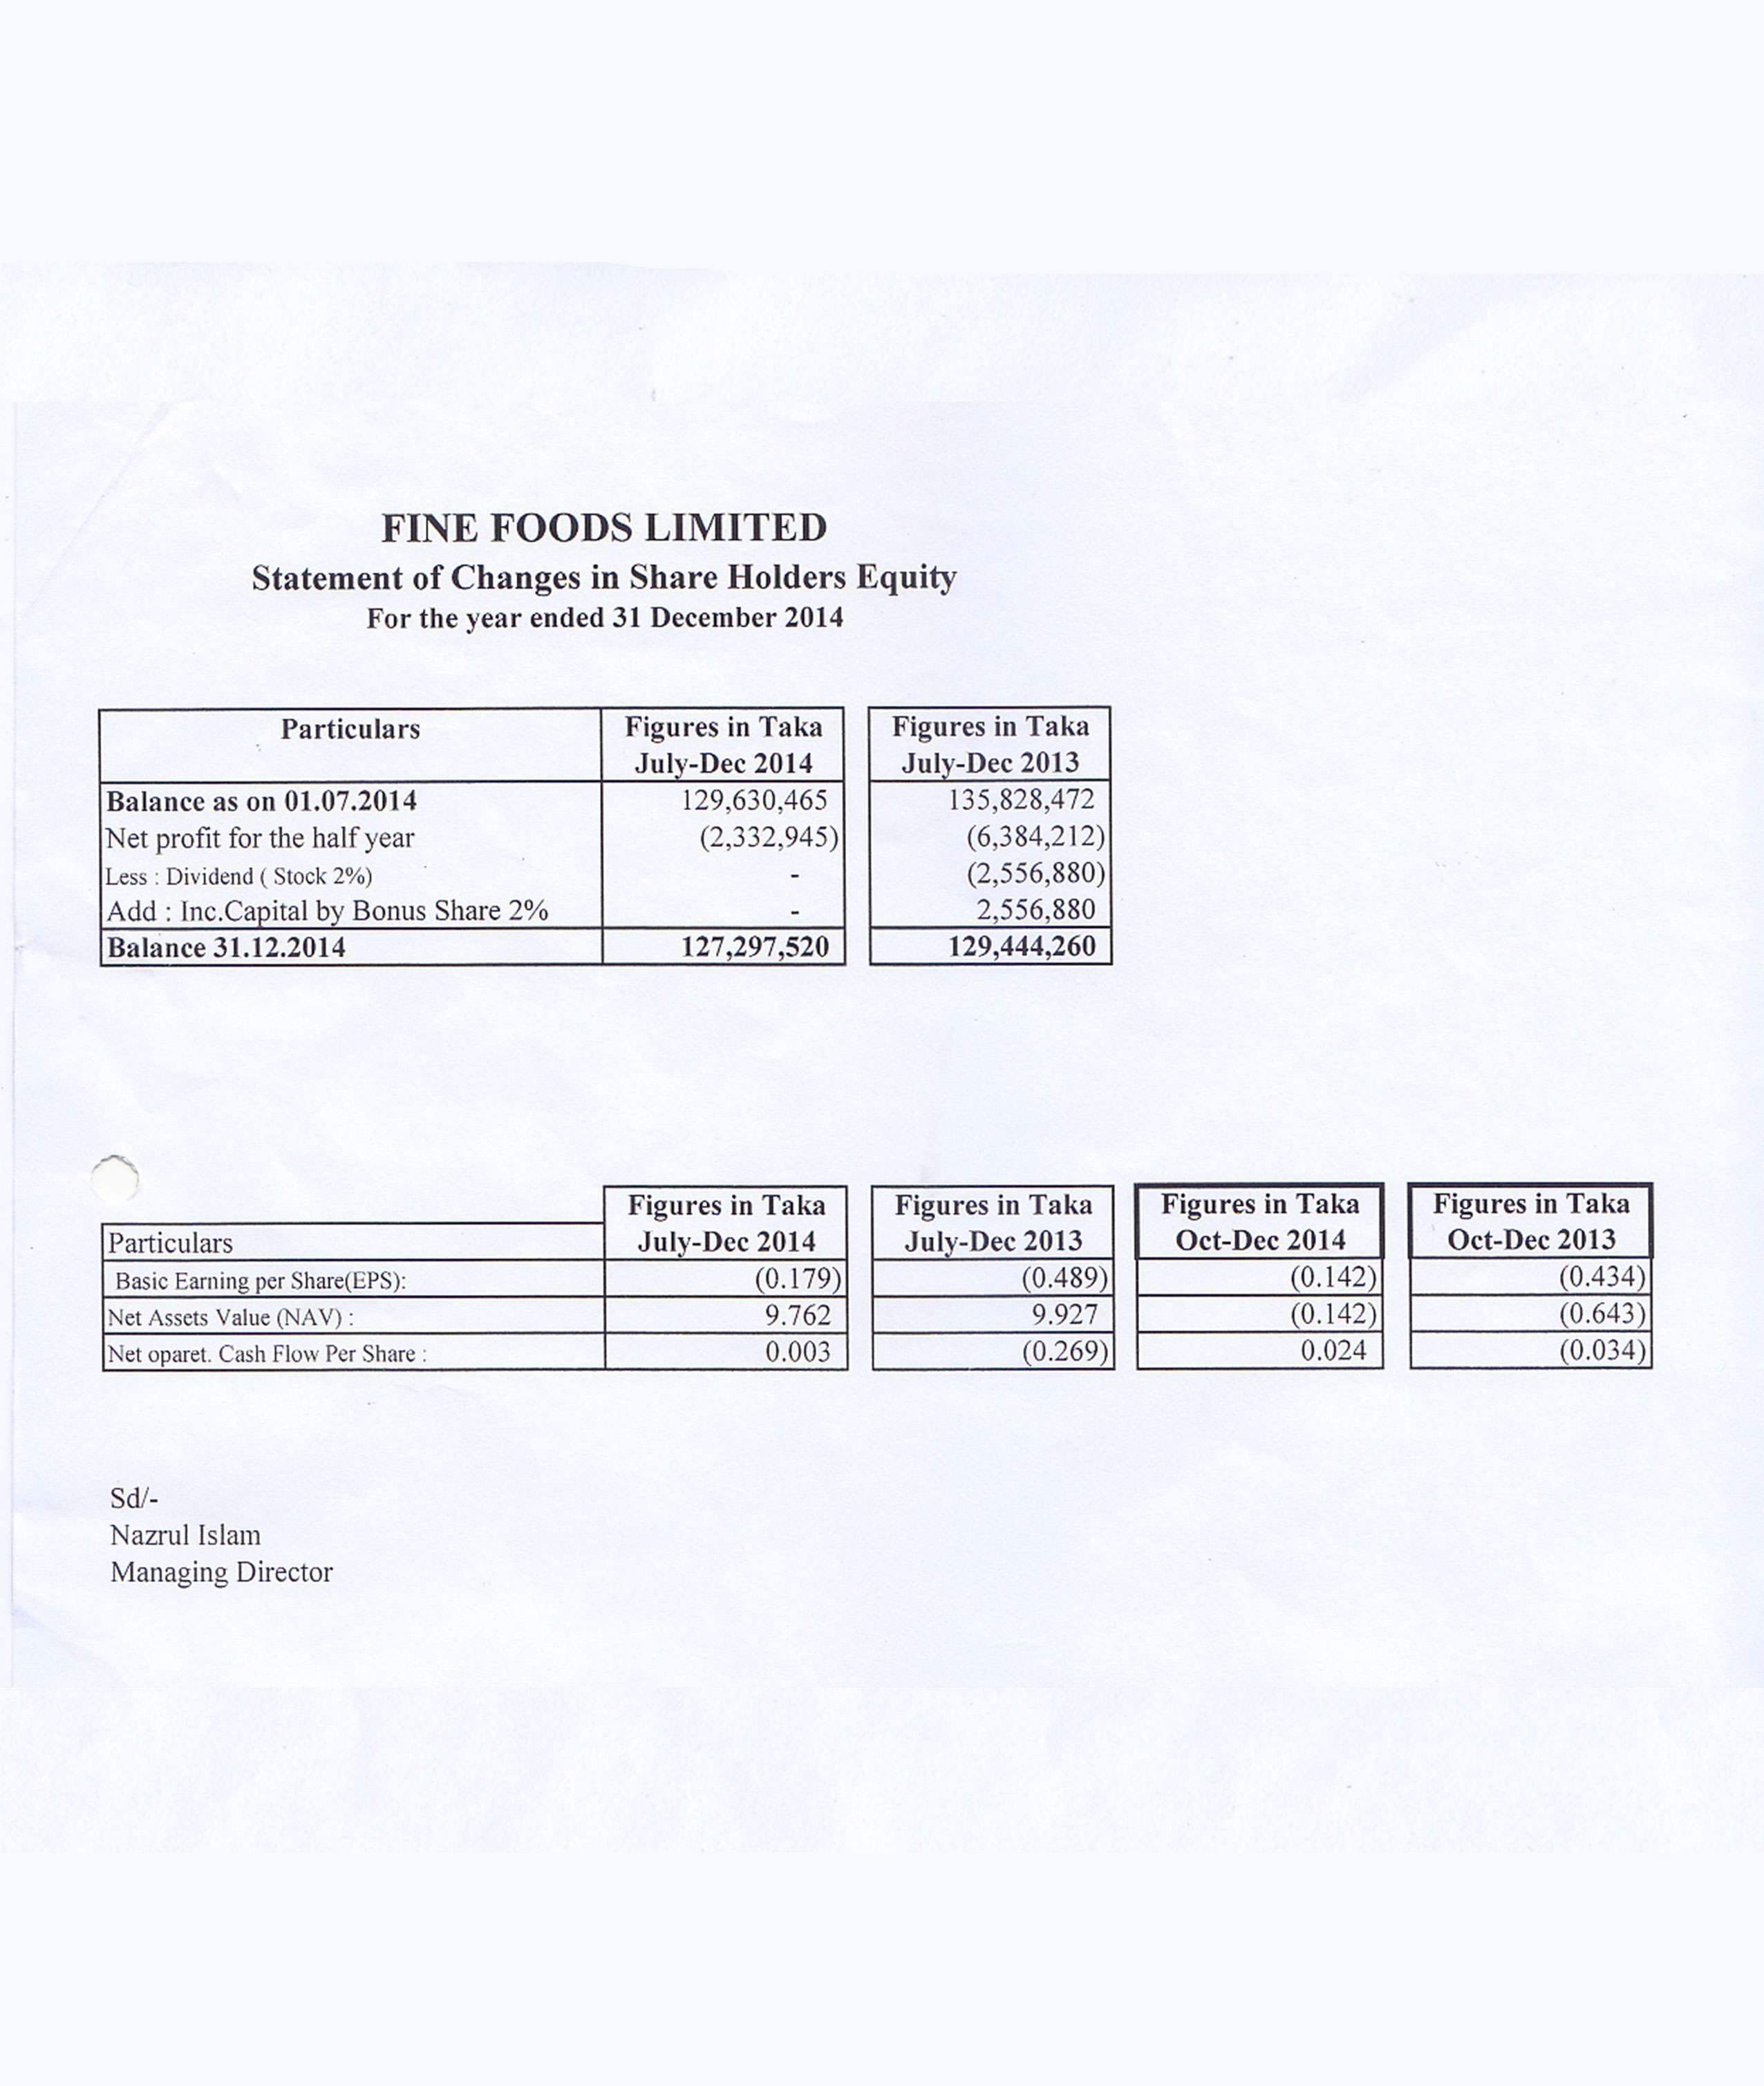 FINE FOODS LIMITED
Statement of Changes in Share Holders Equity
For the year ended 31 December 2014
Particulars Figures in Taka July-Dec 2014 Figures in Taka July-Dec 2013
Balance as on 01.07.2014 129,630,465 135,828,472
Net profit for the half year (2,332,945) (6,384,212)
Less : Dividend ( Stock 2%) - (2,556,880)
Add : Inc.Capital by Bonus Share 2% - 2,556,880
Balance 31.12.2014 127,297,520 129,444,260
Figures in Taka Figures in Taka Figures in Taka Figures in Taka
Particulars July-Dec 2014 July-Dec 2013 Oct-Dec 2014 Oct-Dec 2013
Basic Earning per Share(EPS): (0.179) (0.489) (0.142) (0.434)
Net Assets Value (NAV) : 9.762 9.927 (0.142) (0.643)
Net oparet. Cash Flow Per Share : 0.003 (0.269) 0.024 (0.034)
Sd/-
Nazrul Islam
Managing Director